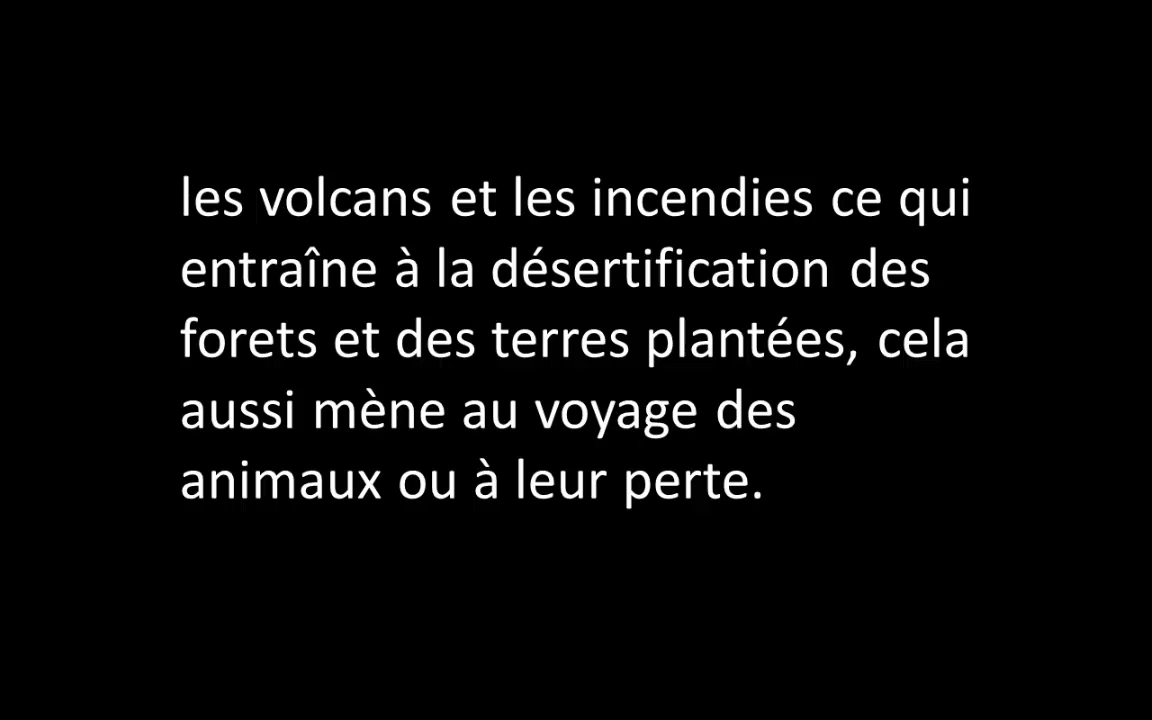 les volcans et les incendies ce qui
entraîne à la désertification des
forets et des terres plantées, cela
aussi mène au voyage des
animaux ou à leur perte.